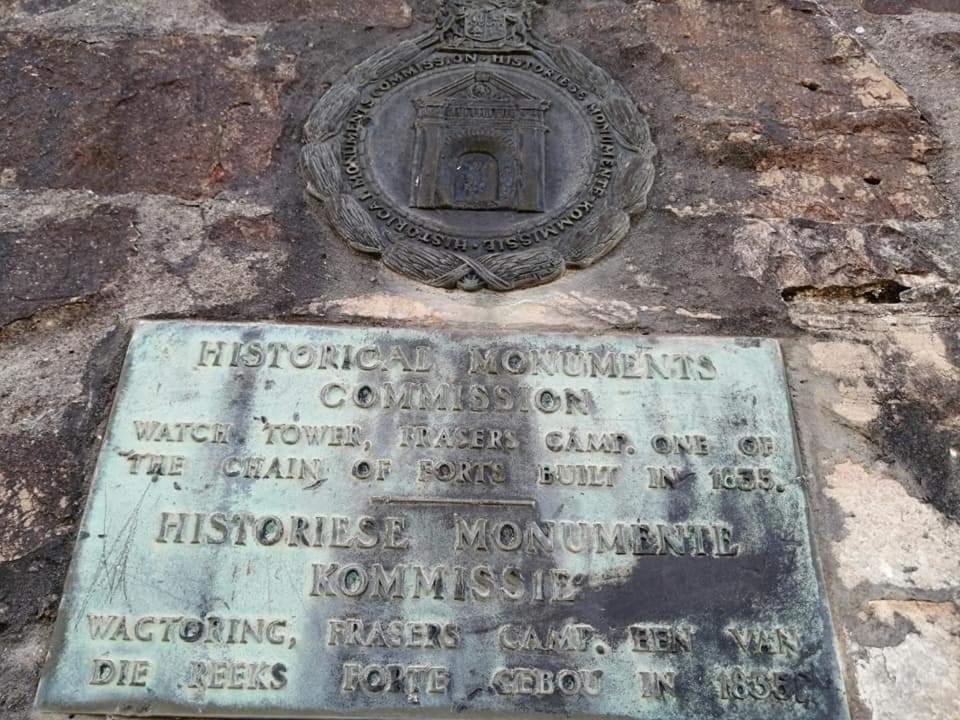 HISTORICAL MONUMENTS COMMISSION · HISTORIESE MONUMENTE · KOMMISSIE ·
HISTORICAL MONUMENTS
COMMISSION
WATCH TOWER, FRASERS CAMP. ONE OF
THE CHAIN OF FORTS BUILT IN 1835.
HISTORIESE MONUMENTE
KOMMISSIE
WAGTORING, FRASERS CAMP. EEN VAN
DIE REEKS FORTE GEBOU IN 1835.